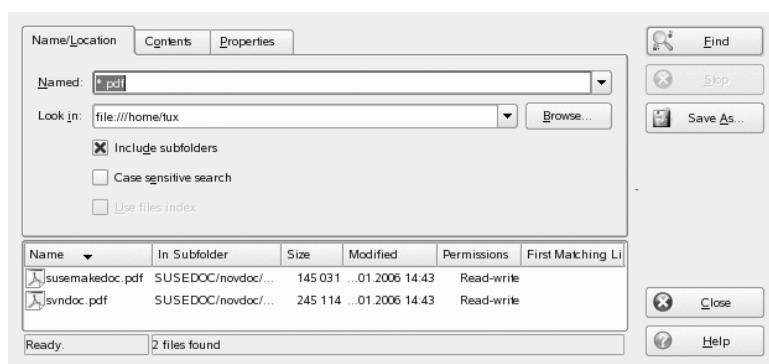 Name/Location Contents Properties
Find
Named: *.pdf
Stop
Look in: file:///home/tux Browse...
Save As...
Include subfolders
Case sensitive search
Use files index
Name In Subfolder Size Modified Permissions First Matching Li
susemakedoc.pdf SUSEDOC/novdoc/... 145 031 ...01.2006 14:43 Read-write
svndoc.pdf SUSEDOC/novdoc/... 245 114 ...01.2006 14:43 Read-write
Close
Ready. 2 files found
Help